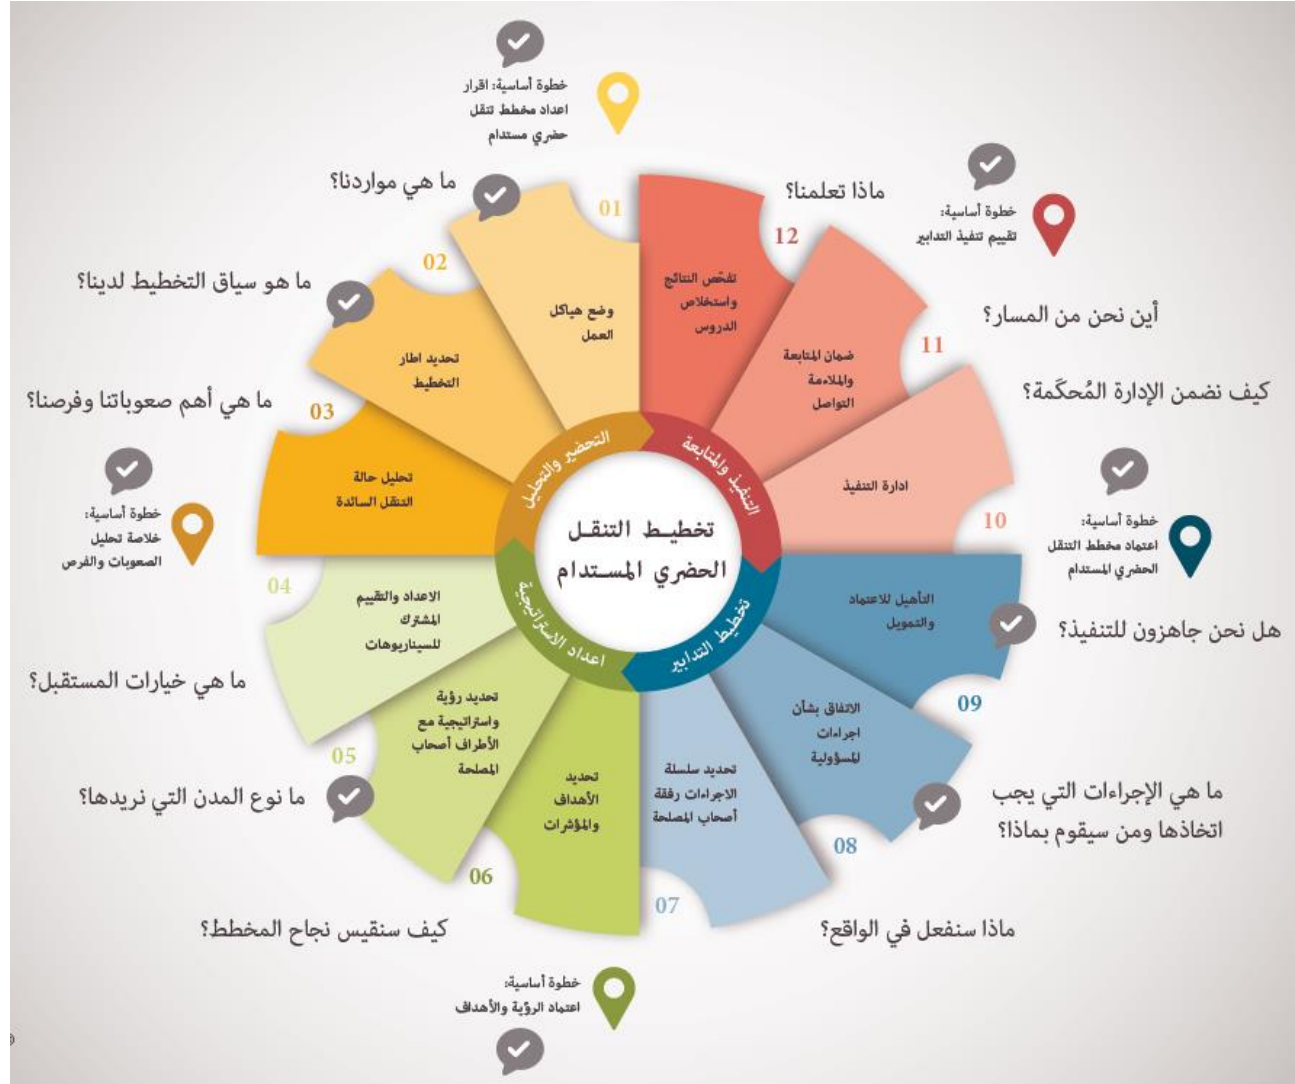 تخطيط التنقل
الحضري المستدام
التحضير والتحليل
اعداد الاستراتيجية
تخطيط التدابير
التنفيذ والمتابعة
خطوة أساسية: اقرار
اعداد مخطط تنقل
حضري مستدام
01
ما هي مواردنا؟
وضع هياكل
العمل
02
ما هو سياق التخطيط لدينا؟
تحديد اطار
التخطيط
03
ما هي أهم صعوباتنا وفرصنا؟
تحليل حالة
التنقل السائدة
خطوة أساسية:
خلاصة تحليل
الصعوبات والفرص
04
ما هي خيارات المستقبل؟
الاعداد والتقييم
المشترك
للسيناريوهات
05
ما نوع المدن التي نريدها؟
تحديد رؤية
واستراتيجية مع
الأطراف أصحاب
المصلحة
06
كيف سنقيس نجاح المخطط؟
تحديد
الأهداف
والمؤشرات
خطوة أساسية:
اعتماد الرؤية والأهداف
07
ماذا سنفعل في الواقع؟
تحديد سلسلة
الاجراءات رفقة
أصحاب المصلحة
08
ما هي الإجراءات التي يجب
اتخاذها ومن سيقوم بماذا؟
الاتفاق بشأن
اجراءات
المسؤولية
09
هل نحن جاهزون للتنفيذ؟
التأهيل للاعتماد
والتمويل
خطوة أساسية:
اعتماد مخطط التنقل
الحضري المستدام
10
كيف نضمن الإدارة المُحكَمة؟
ادارة التنفيذ
11
أين نحن من المسار؟
ضمان المتابعة
والملاءمة
التواصل
12
ماذا تعلمنا؟
تفحّص النتائج
واستخلاص
الدروس
خطوة أساسية:
تقييم تنفيذ التدابير